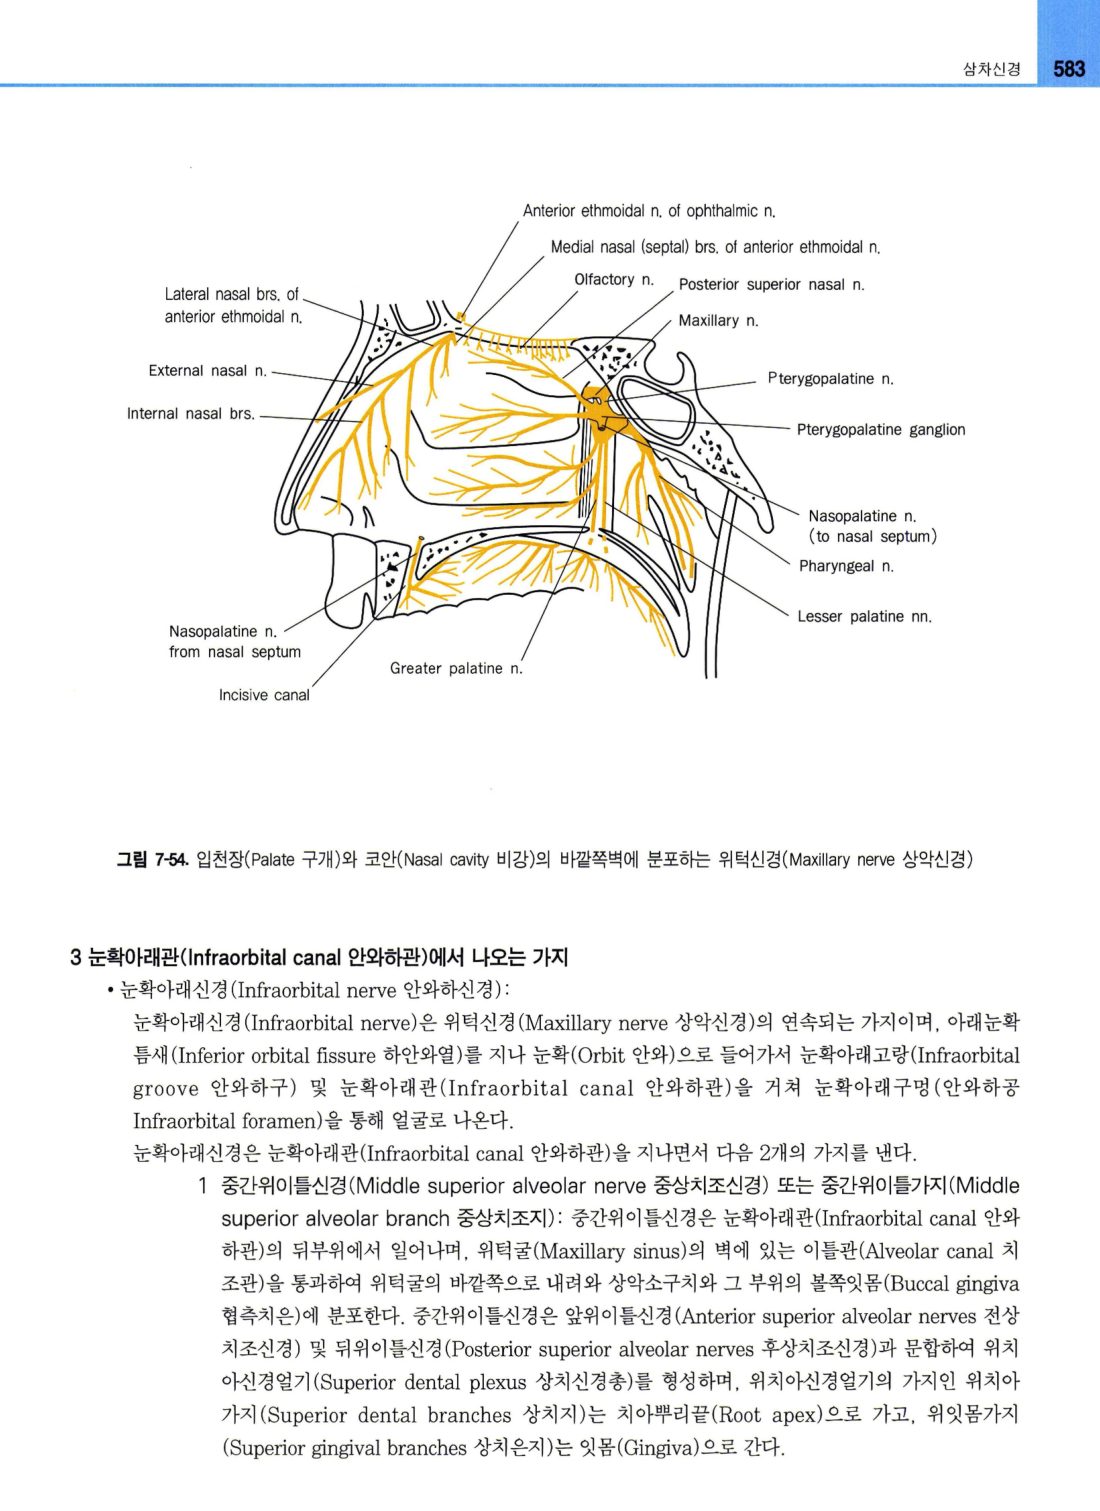 삼차신경 583
Anterior ethmoidal n. of ophthalmic n.
Medial nasal (septal) brs. of anterior ethmoidal n.
Olfactory n.
Posterior superior nasal n.
Lateral nasal brs. of
anterior ethmoidal n.
Maxillary n.
External nasal n.
Pterygopalatine n.
Internal nasal brs.
Pterygopalatine ganglion
Nasopalatine n.
(to nasal septum)
Pharyngeal n.
Lesser palatine nn.
Nasopalatine n.
from nasal septum
Greater palatine n.
Incisive canal
그림 7-54. 입천장(Palate 구개)와 코안(Nasal cavity 비강)의 바깥쪽벽에 분포하는 위턱신경(Maxillary nerve 상악신경)
3 눈확아래관(Infraorbital canal 안와하관)에서 나오는 가지
• 눈확아래신경(Infraorbital nerve 안와하신경):
눈확아래신경(Infraorbital nerve)은 위턱신경(Maxillary nerve 상악신경)의 연속되는 가지이며, 아래눈확
틈새(Inferior orbital fissure 하안와열)를 지나 눈확(Orbit 안와)으로 들어가서 눈확아래고랑(Infraorbital
groove 안와하구) 및 눈확아래관(Infraorbital canal 안와하관)을 거쳐 눈확아래구멍(안와하공
Infraorbital foramen)을 통해 얼굴로 나온다.
눈확아래신경은 눈확아래관(Infraorbital canal 안와하관)을 지나면서 다음 2개의 가지를 낸다.
1 중간위이틀신경(Middle superior alveolar nerve 중상치조신경) 또는 중간위이틀가지(Middle
superior alveolar branch 중상치조지): 중간위이틀신경은 눈확아래관(Infraorbital canal 안와
하관)의 뒤부위에서 일어나며, 위턱굴(Maxillary sinus)의 벽에 있는 이틀관(Alveolar canal 치
조관)을 통과하여 위턱굴의 바깥쪽으로 내려와 상악소구치와 그 부위의 볼쪽잇몸(Buccal gingiva
협측치은)에 분포한다. 중간위이틀신경은 앞위이틀신경(Anterior superior alveolar nerves 전상
치조신경) 및 뒤위이틀신경(Posterior superior alveolar nerves 후상치조신경)과 문합하여 위치
아신경얼기(Superior dental plexus 상치신경총)를 형성하며, 위치아신경얼기의 가지인 위치아
가지(Superior dental branches 상치지)는 치아뿌리끝(Root apex)으로 가고, 위잇몸가지
(Superior gingival branches 상치은지)는 잇몸(Gingiva)으로 간다.